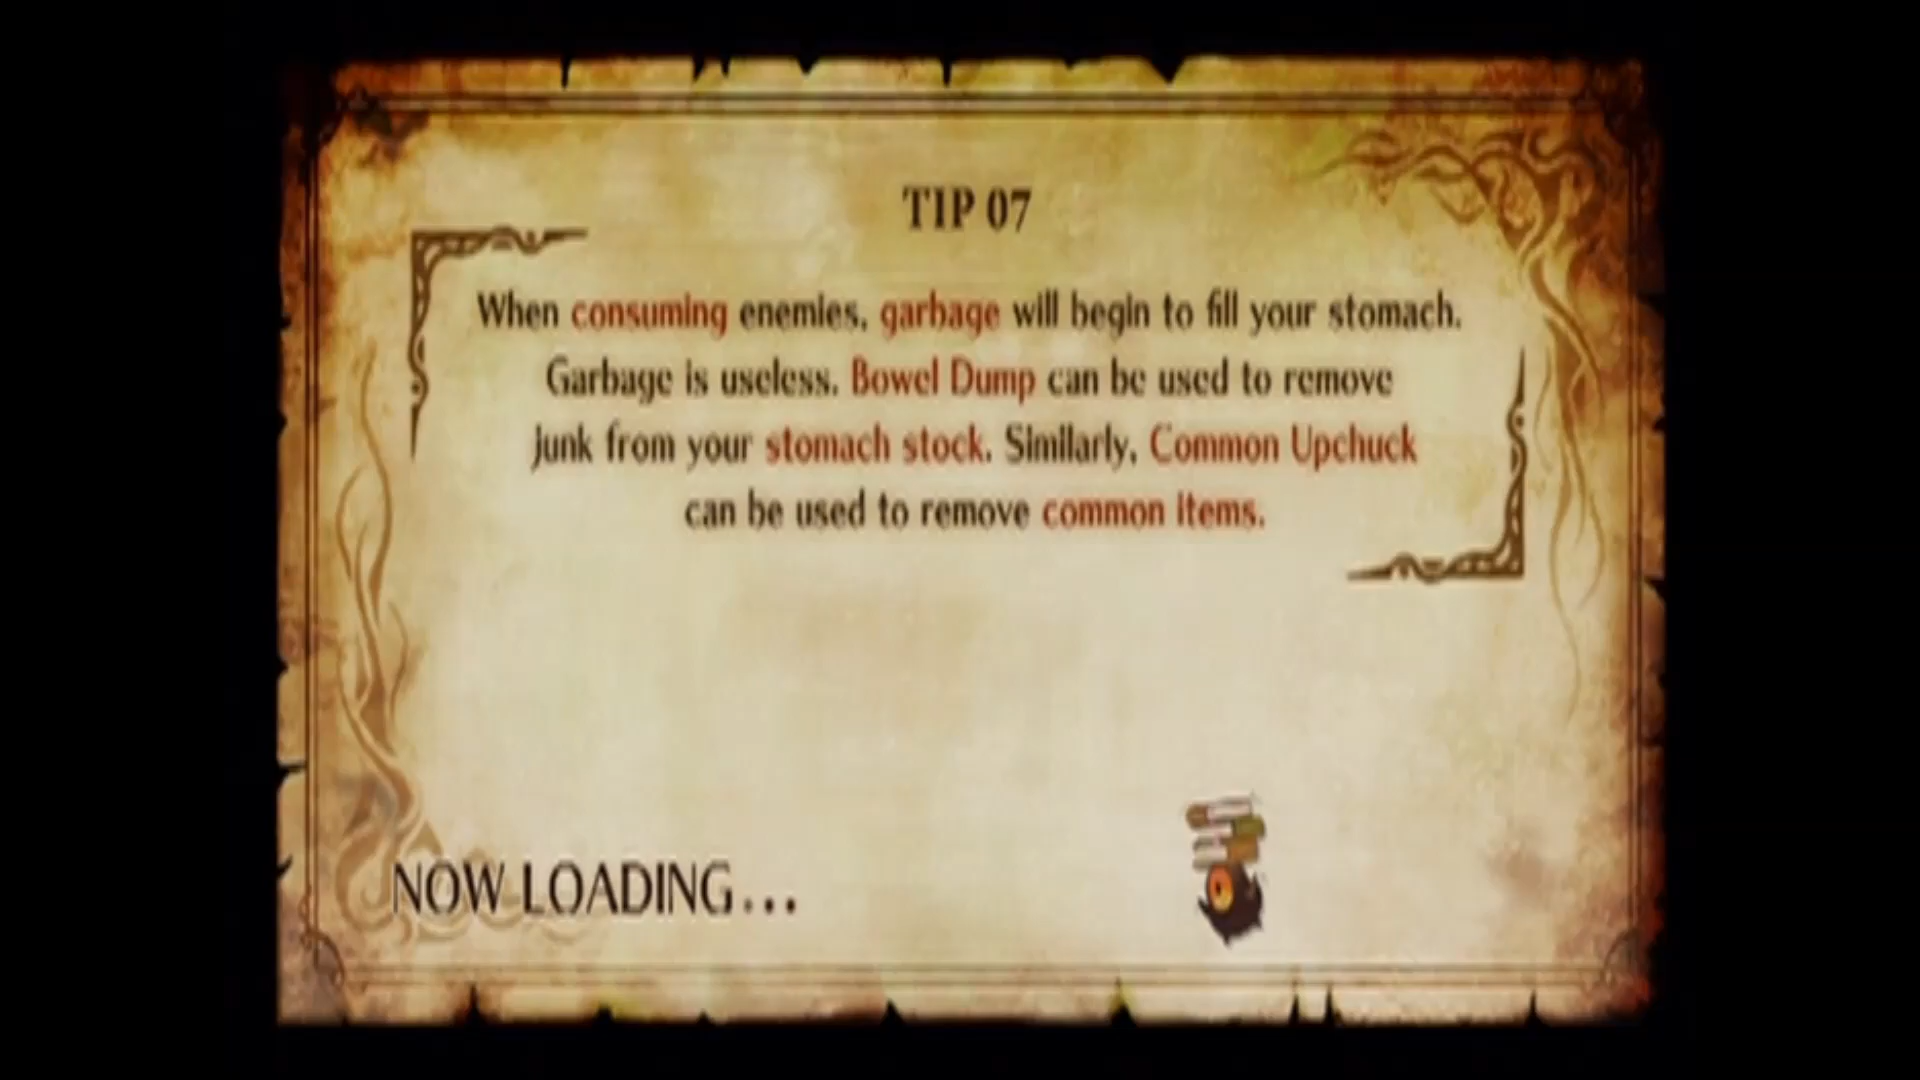 TIP 07
When consuming enemies, garbage will begin to fill your stomach.
Garbage is useless. Bowel Dump can be used to remove
junk from your stomach stock. Similarly, Common Upchuck
can be used to remove common items.
NOW LOADING...